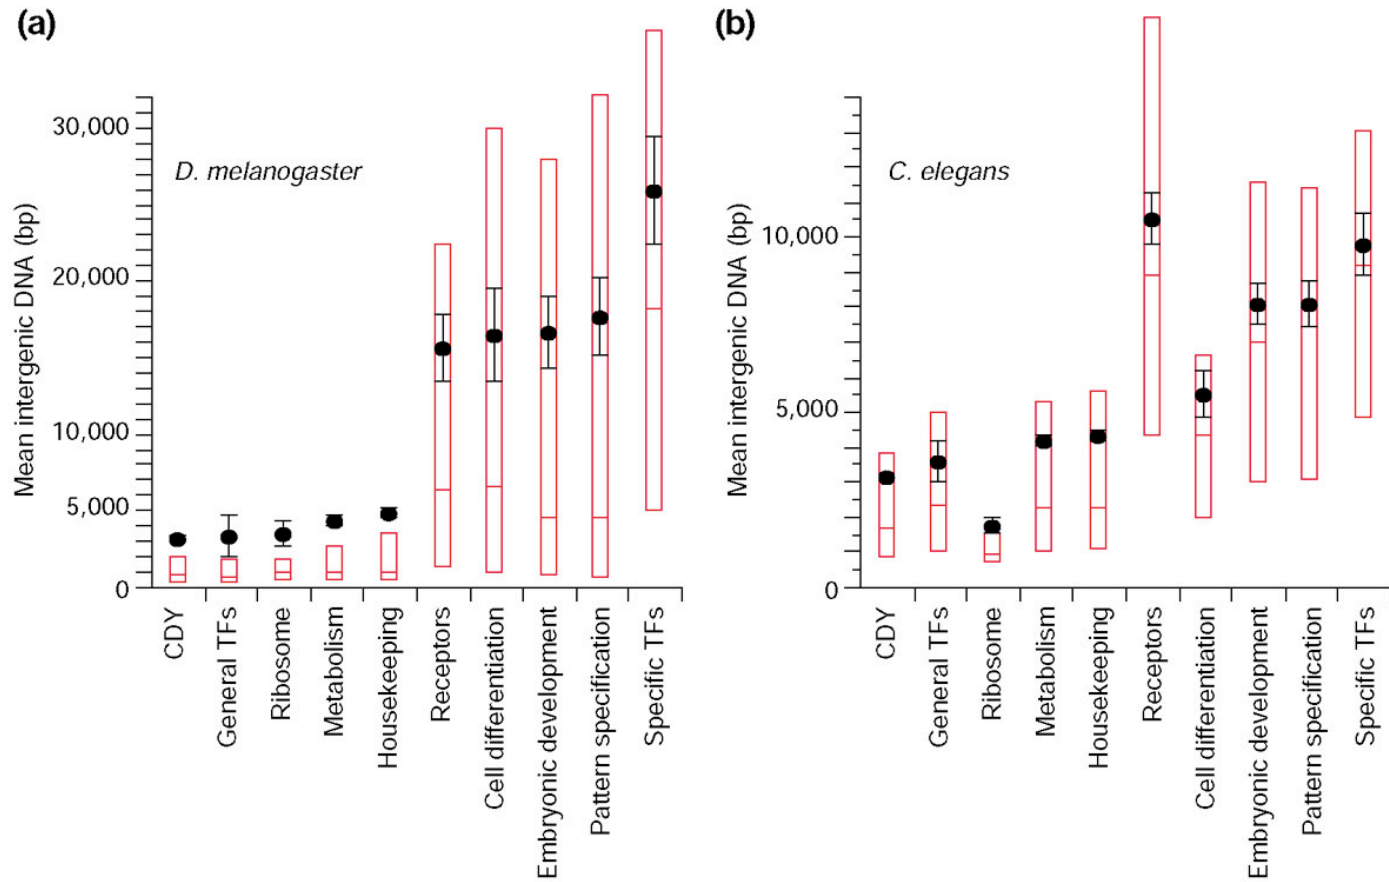 (a)
Mean intergenic DNA (bp)
30,000
20,000
10,000
5,000
0
D. melanogaster
CDY
General TFs
Ribosome
Metabolism
Housekeeping
Receptors
Cell differentiation
Embryonic development
Pattern specification
Specific TFs
(b)
Mean intergenic DNA (bp)
10,000
5,000
0
C. elegans
CDY
General TFs
Ribosome
Metabolism
Housekeeping
Receptors
Cell differentiation
Embryonic development
Pattern specification
Specific TFs